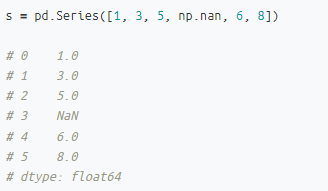 s = pd.Series([1, 3, 5, np.nan, 6, 8])
# 0    1.0
# 1    3.0
# 2    5.0
# 3    NaN
# 4    6.0
# 5    8.0
# dtype: float64